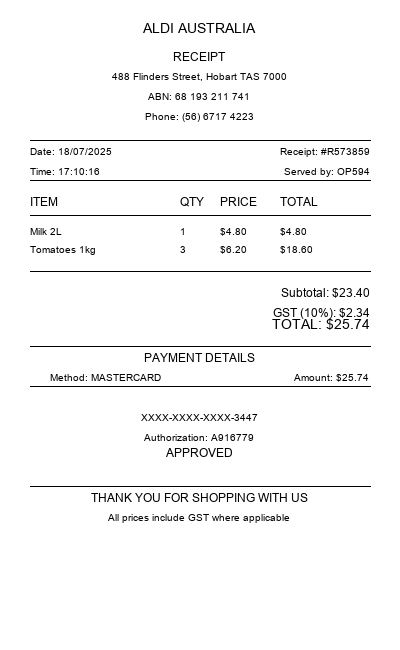 ALDI AUSTRALIA
RECEIPT
488 Flinders Street, Hobart TAS 7000
ABN: 68 193 211 741
Phone: (56) 6717 4223
Date: 18/07/2025 Receipt: #R573859
Time: 17:10:16 Served by: OP594
ITEM QTY PRICE TOTAL
Milk 2L 1 $4.80 $4.80
Tomatoes 1kg 3 $6.20 $18.60
Subtotal: $23.40
GST (10%): $2.34
TOTAL: $25.74
PAYMENT DETAILS
Method: MASTERCARD Amount: $25.74
XXXX-XXXX-XXXX-3447
Authorization: A916779
APPROVED
THANK YOU FOR SHOPPING WITH US
All prices include GST where applicable